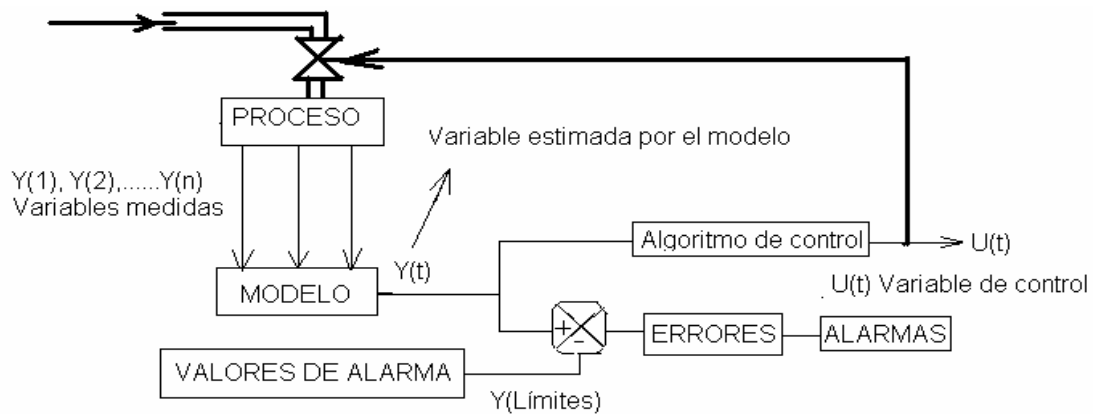 PROCESO
Variable estimada por el modelo
Y(1), Y(2),......Y(n)
Variables medidas
Y(t)
Algoritmo de control
U(t)
MODELO
U(t) Variable de control
+
-
ERRORES
ALARMAS
VALORES DE ALARMA
Y(Límites)